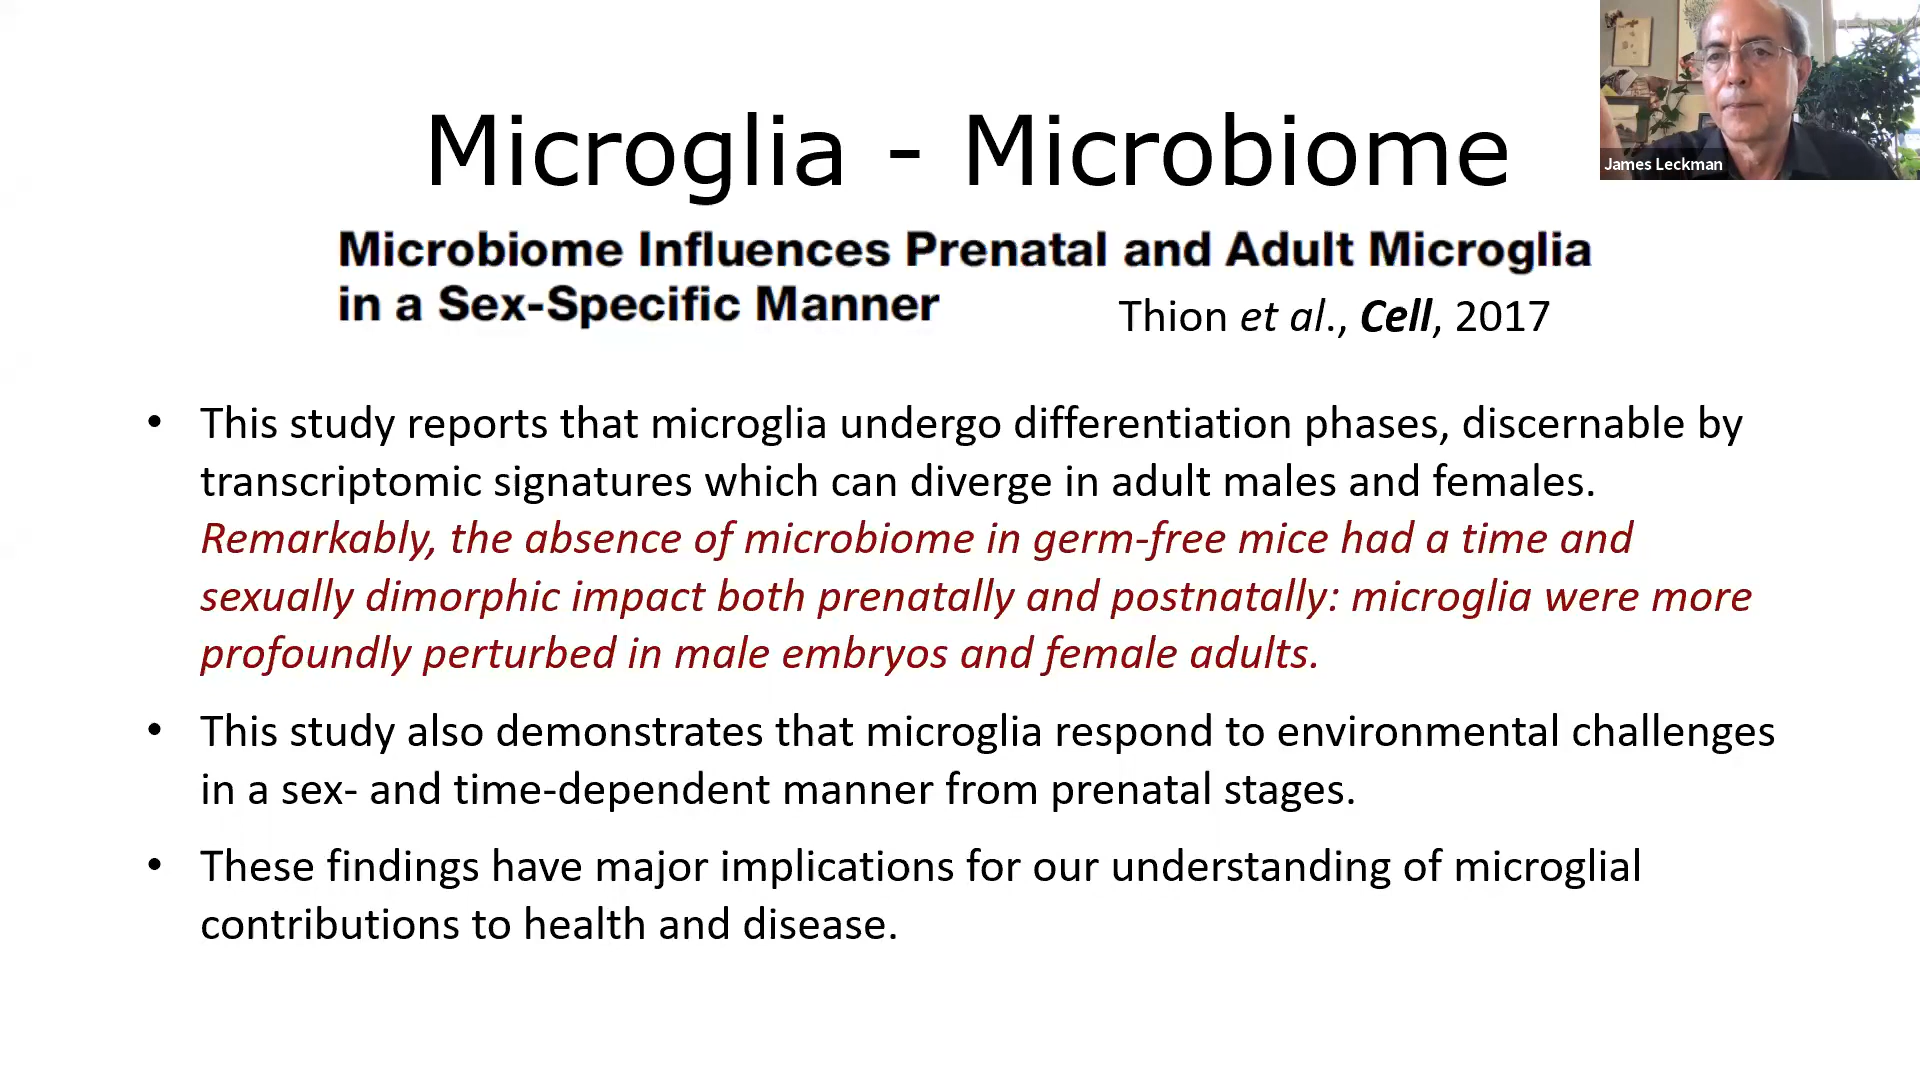 Microglia - Microbiome
James Leckman
Microbiome Influences Prenatal and Adult Microglia
in a Sex-Specific Manner
Thion et al., Cell, 2017
• This study reports that microglia undergo differentiation phases, discernable by
transcriptomic signatures which can diverge in adult males and females.
Remarkably, the absence of microbiome in germ-free mice had a time and
sexually dimorphic impact both prenatally and postnatally: microglia were more
profoundly perturbed in male embryos and female adults.
• This study also demonstrates that microglia respond to environmental challenges
in a sex- and time-dependent manner from prenatal stages.
• These findings have major implications for our understanding of microglial
contributions to health and disease.